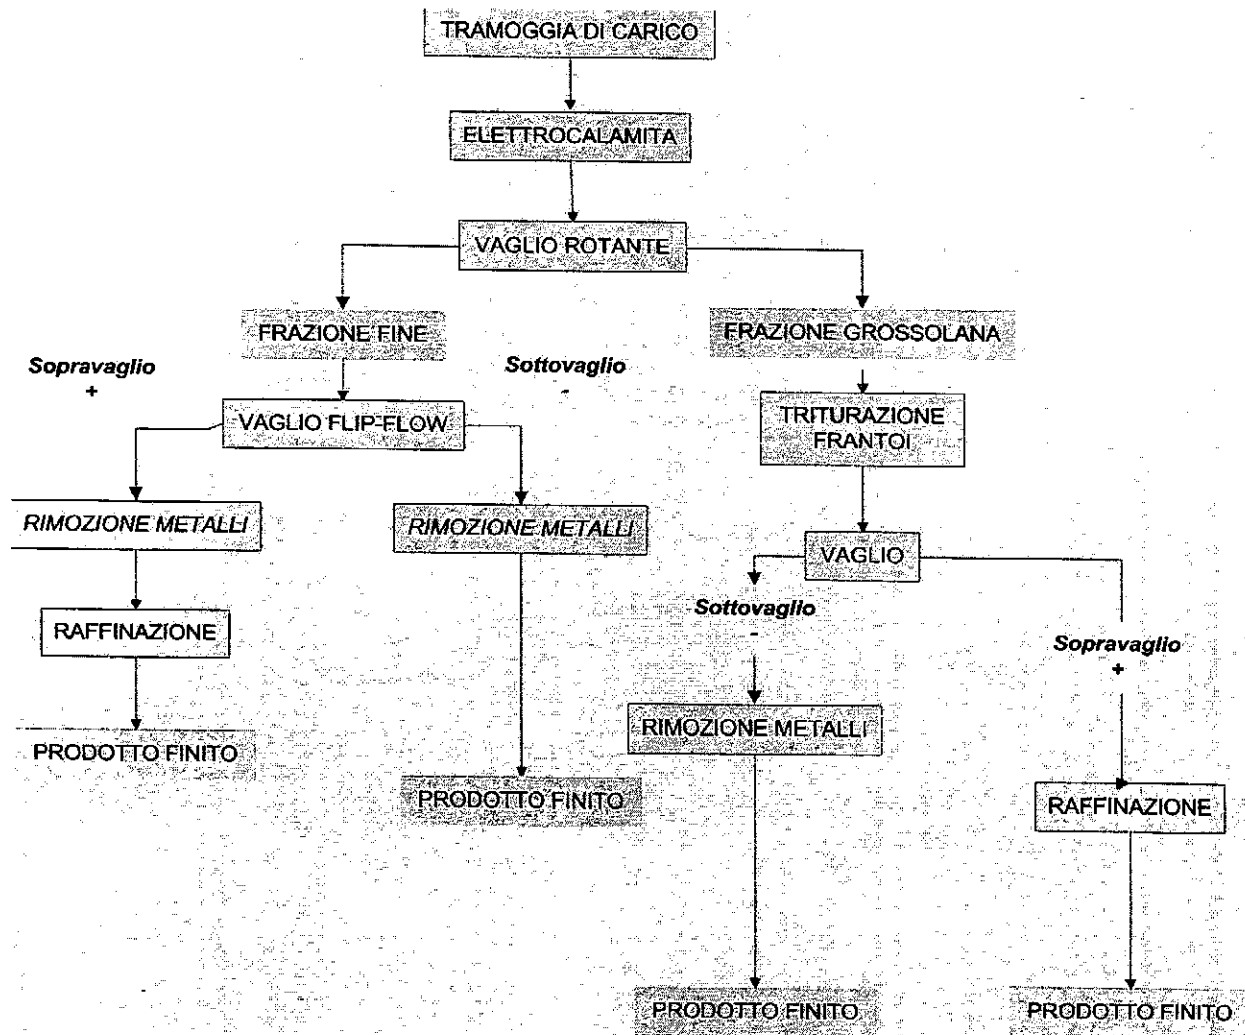 TRAMOGGIA DI CARICO
ELETTROCALAMITA
VAGLIO ROTANTE
FRAZIONE FINE
FRAZIONE GROSSOLANA
Sopravaglio
+
Sottovaglio
-
VAGLIO FLIP-FLOW
TRITURAZIONE
FRANTOI
RIMOZIONE METALLI
RIMOZIONE METALLI
VAGLIO
Sottovaglio
-
RAFFINAZIONE
Sopravaglio
+
RIMOZIONE METALLI
PRODOTTO FINITO
PRODOTTO FINITO
RAFFINAZIONE
PRODOTTO FINITO
PRODOTTO FINITO